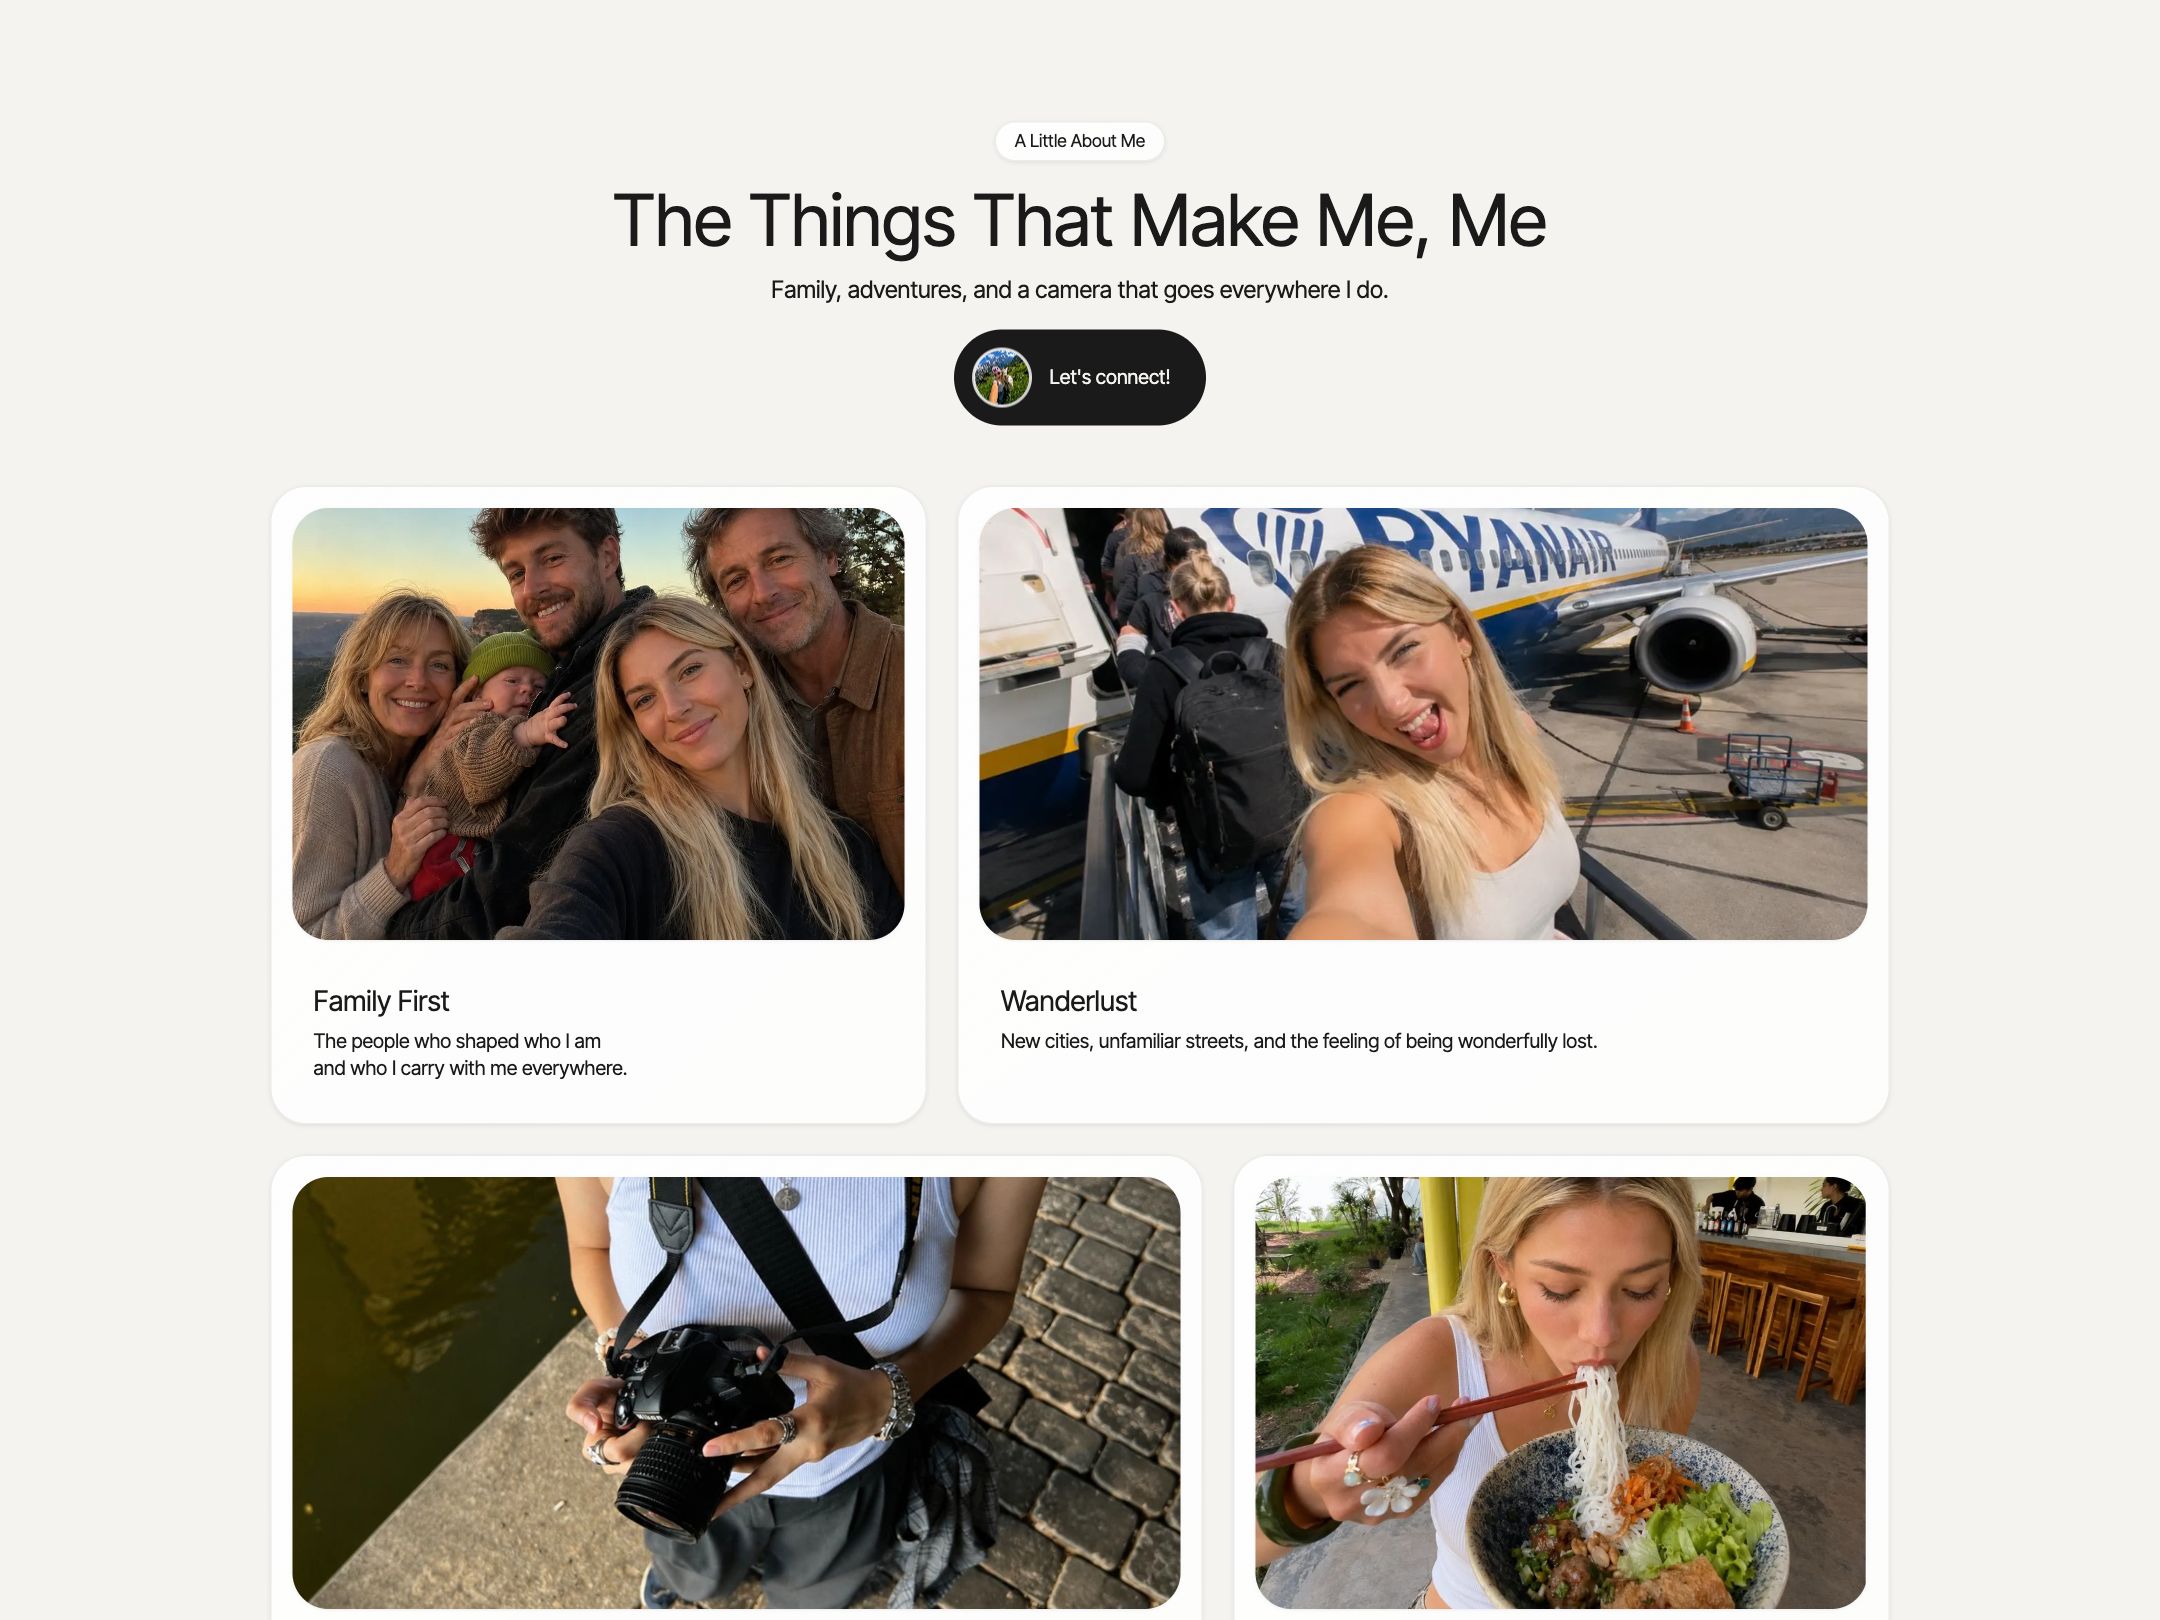 A Little About Me
The Things That Make Me, Me
Family, adventures, and a camera that goes everywhere I do.
Let's connect!
RYANAIR
Family First
The people who shaped who I am
and who I carry with me everywhere.
Wanderlust
New cities, unfamiliar streets, and the feeling of being wonderfully lost.
Nikon